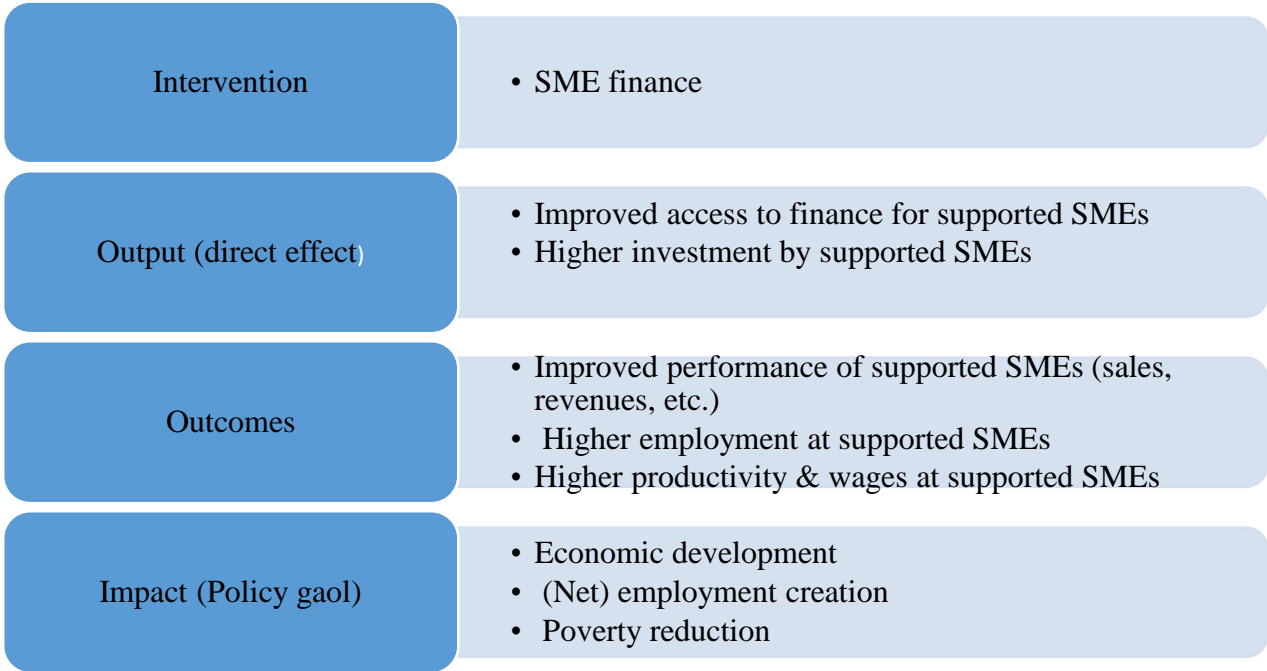 Intervention
• SME finance
Output (direct effect)
• Improved access to finance for supported SMEs
• Higher investment by supported SMEs
Outcomes
• Improved performance of supported SMEs (sales,
revenues, etc.)
• Higher employment at supported SMEs
• Higher productivity & wages at supported SMEs
Impact (Policy gaol)
• Economic development
• (Net) employment creation
• Poverty reduction